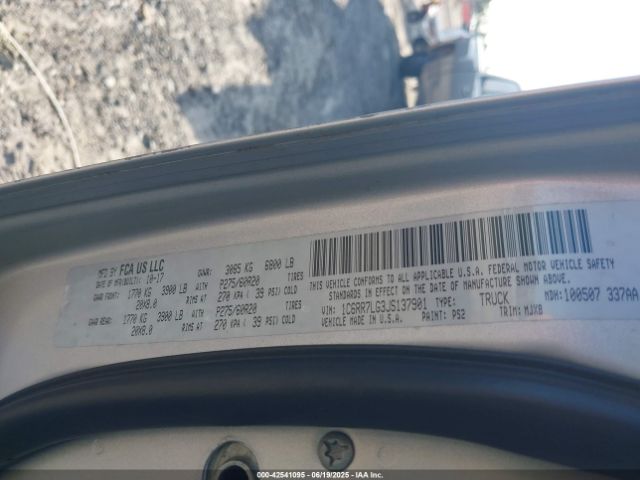 MFG BY FCA US LLC
DATE OF MFR(BUILT): 10-17 GVWR: 3085 KG 6800 LB
GAWR FRONT: 1770 KG 3900 LB WITH P275/60R20 TIRES
20X8.0 RIMS AT 270 KPA ( 39 PSI) COLD
GAWR REAR: 1770 KG 3900 LB WITH P275/60R20 TIRES
20X8.0 RIMS AT 270 KPA ( 39 PSI) COLD
THIS VEHICLE CONFORMS TO ALL APPLICABLE U.S.A. FEDERAL MOTOR VEHICLE SAFETY
STANDARDS IN EFFECT ON THE DATE OF MANUFACTURE SHOWN ABOVE.
VIN: 1C6RR7LG3JS137901 TYPE: TRUCK MDH: 100507 337AA
VEHICLE MADE IN U.S.A. PAINT: PS2 TRIM: MJX8
000-42541095 - 06/19/2025 - IAA Inc.